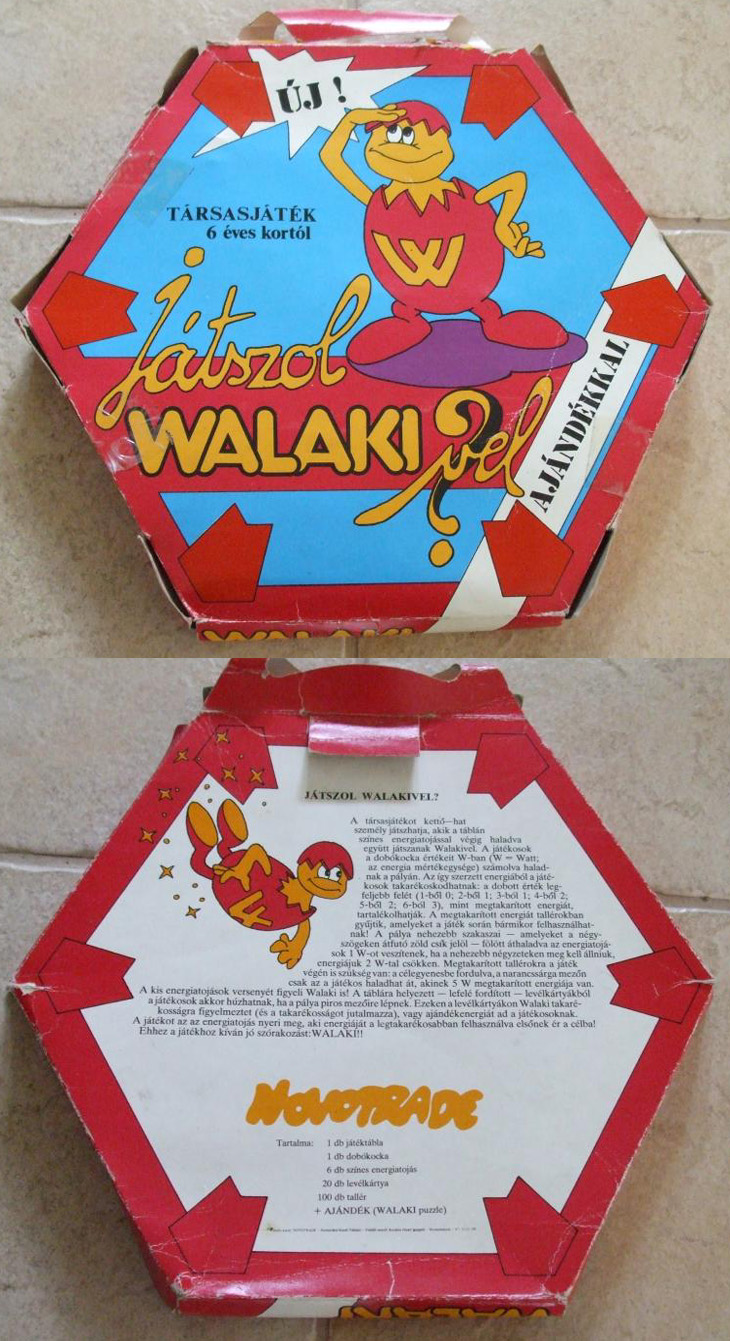 ÚJ !
TÁRSASJÁTÉK
6 éves kortól
W
játszol
WALAKI vel
?
AJÁNDÉKKAL
WALAKI
JÁTSZOL WALAKIVEL?
W
A társasjátékot kettő—hat
személy játszhatja, akik a táblán
színes energiatojással végig haladva
együtt játszanak Walakivel. A játékosok
a dobókocka értékeit W-ban (W = Watt;
az energia mértékegysége) számolva halad-
nak a pályán. Az így szerzett energiából a játé-
kosok takarékoskodhatnak: a dobott érték leg-
feljebb felét (1-ből 0; 2-ből 1; 3-ból 1; 4-ből 2;
5-ből 2; 6-ból 3), mint megtakarított energiát,
tartalékolhatják. A megtakarított energiát tallérokban
gyűjtik, amelyeket a játék során bármikor felhasználhat-
nak! A pálya nehezebb szakaszai — amelyeket a négy-
szögeken átfutó zöld csík jelöl — fölött áthaladva az energiatojá-
sok 1 W-ot veszítenek, ha a nehezebb négyzeteken meg kell állniuk,
energiájuk 2 W-tal csökken. Megtakarított tallérokra a játék
végén is szükség van: a célegyenesbe fordulva, a narancssárga mezőn
csak az a játékos haladhat át, akinek 5 W megtakarított energiája van.
A kis energiatojások versenyét figyeli Walaki is! A táblára helyezett — lefelé fordított — levélkártyákból
a játékosok akkor húzhatnak, ha a pálya piros mezőire lépnek. Ezeken a levélkártyákon Walaki takaré-
kosságra figyelmeztet (és a takarékosságot jutalmazza), vagy ajándékenergiát ad a játékosoknak.
A játékot az az energiatojás nyeri meg, aki energiáját a legtakarékosabban felhasználva elsőnek ér a célba!
Ehhez a játékhoz kíván jó szórakozást: WALAKI!!
NOVOTRADE
Tartalma: 1 db játéktábla
1 db dobókocka
6 db színes energiatojás
20 db levélkártya
100 db tallér
+ AJÁNDÉK (WALAKI puzzle)
WALAKI